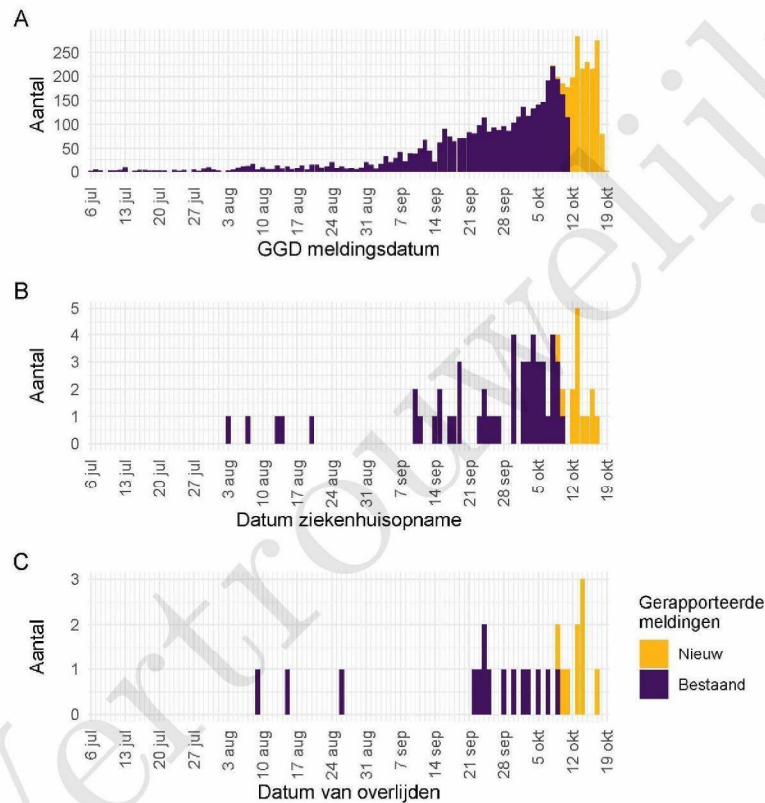 A
250
200
150
100
50
0
Aantal
6 jul
13 jul
20 jul
27 jul
3 aug
10 aug
17 aug
24 aug
31 aug
7 sep
14 sep
21 sep
28 sep
5 okt
12 okt
19 okt
GGD meldingsdatum
B
5
4
3
2
1
0
Aantal
6 jul
13 jul
20 jul
27 jul
3 aug
10 aug
17 aug
24 aug
31 aug
7 sep
14 sep
21 sep
28 sep
5 okt
12 okt
19 okt
Datum ziekenhuisopname
C
3
2
1
0
Aantal
6 jul
13 jul
20 jul
27 jul
3 aug
10 aug
17 aug
24 aug
31 aug
7 sep
14 sep
21 sep
28 sep
5 okt
12 okt
19 okt
Datum van overlijden
Gerapporteerde
meldingen
Nieuw
Bestaand
Vertrouwelijk